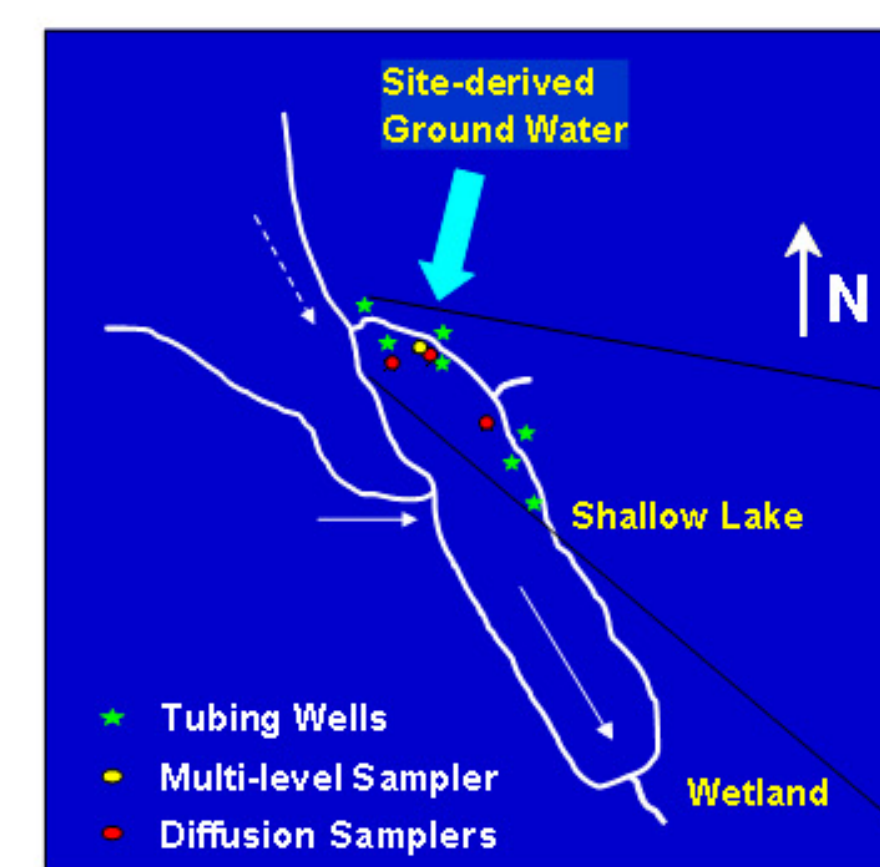 Site-derived
Ground Water
N
Shallow Lake
Tubing Wells
Multi-level Sampler
Wetland
Diffusion Samplers